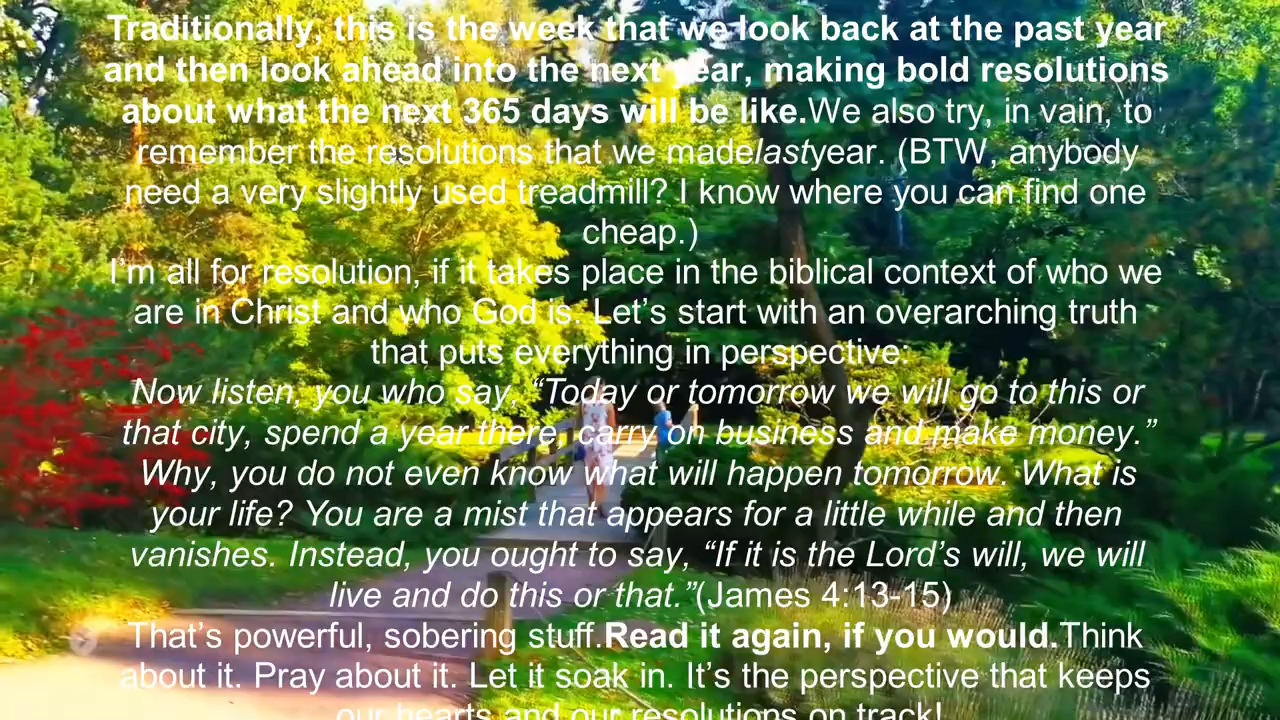 Traditionally, this is the week that we look back at the past year
and then look ahead into the next year, making bold resolutions
about what the next 365 days will be like.We also try, in vain, to
remember the resolutions that we madelastyear. (BTW, anybody
need a very slightly used treadmill? I know where you can find one
cheap.)
I’m all for resolution, if it takes place in the biblical context of who we
are in Christ and who God is. Let’s start with an overarching truth
that puts everything in perspective:
Now listen, you who say, “Today or tomorrow we will go to this or
that city, spend a year there, carry on business and make money.”
Why, you do not even know what will happen tomorrow. What is
your life? You are a mist that appears for a little while and then
vanishes. Instead, you ought to say, “If it is the Lord’s will, we will
live and do this or that.”(James 4:13-15)
That’s powerful, sobering stuff.Read it again, if you would.Think
about it. Pray about it. Let it soak in. It’s the perspective that keeps
our hearts and our resolutions on track!